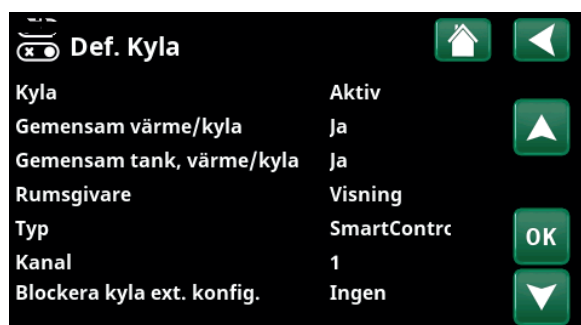 Def. Kyla
Kyla Aktiv
Gemensam värme/kyla Ja
Gemensam tank, värme/kyla Ja
Rumsgivare Visning
Typ SmartContrc
OK
Kanal 1
Blockera kyla ext. konfig. Ingen